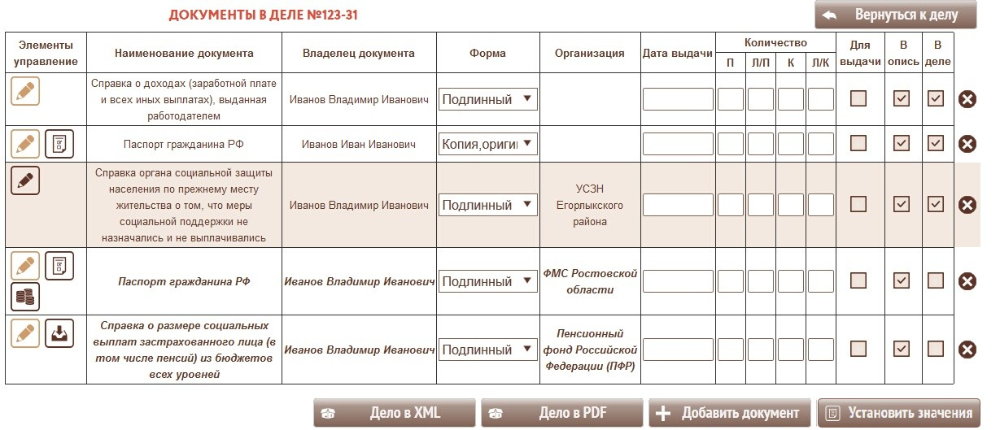 ДОКУМЕНТЫ В ДЕЛЕ №123-31
Вернуться к делу
Элементы управление
Наименование документа
Владелец документа
Форма
Организация
Дата выдачи
Количество
П
Л/П
К
Л/К
Для выдачи
В опись
В деле
Справка о доходах (заработной плате
и всех иных выплатах), выданная
работодателем
Иванов Владимир Иванович
Подлинный
Паспорт гражданина РФ
Иванов Иван Иванович
Копия,ориги
Справка органа социальной защиты
населения по прежнему месту
жительства о том, что меры
социальной поддержки не
назначались и не выплачивались
Иванов Владимир Иванович
Подлинный
УСЗН
Егорлыкского
района
Паспорт гражданина РФ
Иванов Владимир Иванович
Подлинный
ФМС Ростовской
области
Справка о размере социальных
выплат застрахованного лица (в
том числе пенсий) из бюджетов
всех уровней
Иванов Владимир Иванович
Подлинный
Пенсионный
фонд Российской
Федерации (ПФР)
Дело в XML
Дело в PDF
Добавить документ
Установить значения